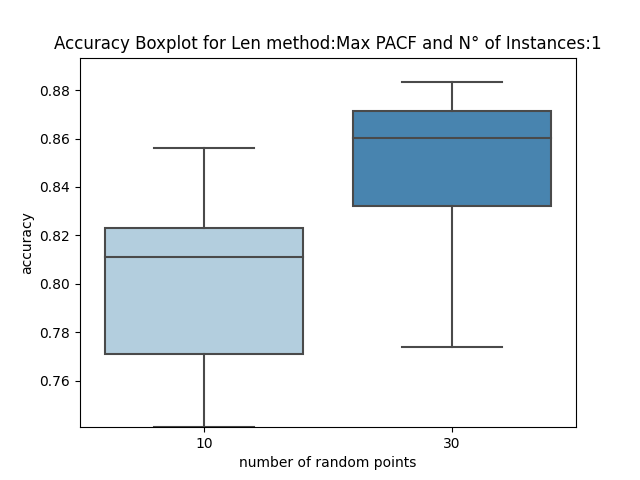 Accuracy Boxplot for Len method:Max PACF and N° of Instances:1
0.88
0.86
0.84
0.82
0.80
0.78
0.76
accuracy
10 30
number of random points